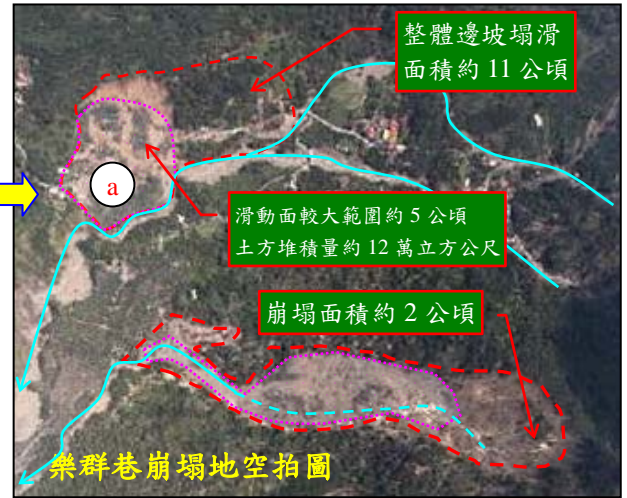 整體邊坡塌滑
面積約 11 公頃
a
滑動面較大範圍約 5 公頃
土方堆積量約 12 萬立方公尺
崩塌面積約 2 公頃
樂群巷崩塌地空拍圖